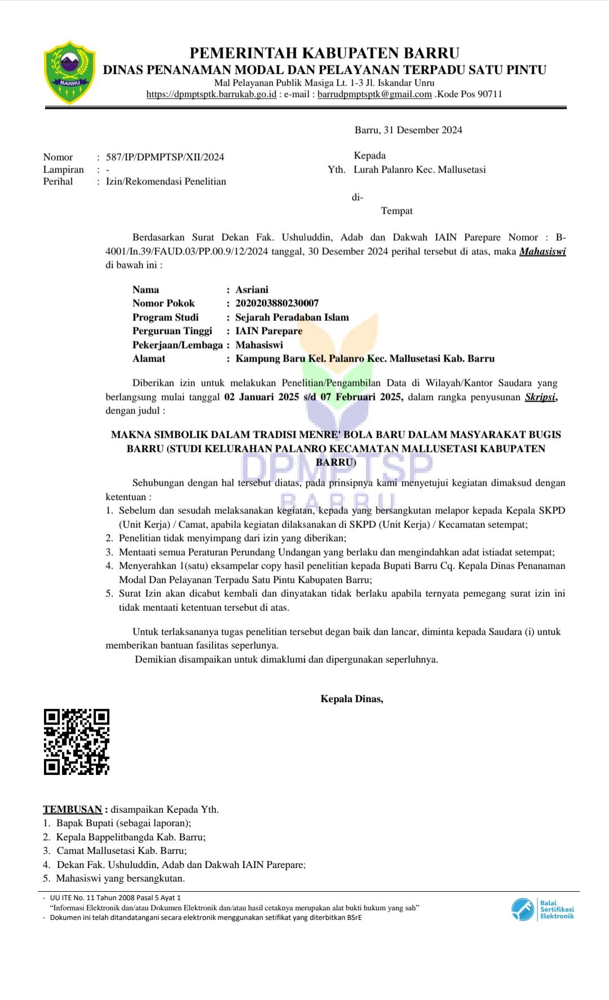 PEMERINTAH KABUPATEN BARRU
DINAS PENANAMAN MODAL DAN PELAYANAN TERPADU SATU PINTU
Mal Pelayanan Publik Masiga Lt. 1-3 Jl. Iskandar Unru
https://dpmptsptk.barrukab.go.id : e-mail : barrudpmptsptk@gmail.com .Kode Pos 90711
BARRU
Barru, 31 Desember 2024
Nomor : 587/IP/DPMPTSP/XII/2024
Lampiran : -
Perihal : Izin/Rekomendasi Penelitian
Kepada
Yth. Lurah Palanro Kec. Mallusetasi
di-
Tempat
Berdasarkan Surat Dekan Fak. Ushuluddin, Adab dan Dakwah IAIN Parepare Nomor : B-
4001/In.39/FAUD.03/PP.00.9/12/2024 tanggal, 30 Desember 2024 perihal tersebut di atas, maka Mahasiswi
di bawah ini :
Nama : Asriani
Nomor Pokok : 2020203880230007
Program Studi : Sejarah Peradaban Islam
Perguruan Tinggi : IAIN Parepare
Pekerjaan/Lembaga : Mahasiswi
Alamat : Kampung Baru Kel. Palanro Kec. Mallusetasi Kab. Barru
Diberikan izin untuk melakukan Penelitian/Pengambilan Data di Wilayah/Kantor Saudara yang
berlangsung mulai tanggal 02 Januari 2025 s/d 07 Februari 2025, dalam rangka penyusunan Skripsi,
dengan judul :
MAKNA SIMBOLIK DALAM TRADISI MENRE' BOLA BARU DALAM MASYARAKAT BUGIS
BARRU (STUDI KELURAHAN PALANRO KECAMATAN MALLUSETASI KABUPATEN
BARRU)
DPMPTSP
BARRU
Sehubungan dengan hal tersebut diatas, pada prinsipnya kami menyetujui kegiatan dimaksud dengan
ketentuan :
1. Sebelum dan sesudah melaksanakan kegiatan, kepada yang bersangkutan melapor kepada Kepala SKPD
(Unit Kerja) / Camat, apabila kegiatan dilaksanakan di SKPD (Unit Kerja) / Kecamatan setempat;
2. Penelitian tidak menyimpang dari izin yang diberikan;
3. Mentaati semua Peraturan Perundang Undangan yang berlaku dan mengindahkan adat istiadat setempat;
4. Menyerahkan 1(satu) eksampelar copy hasil penelitian kepada Bupati Barru Cq. Kepala Dinas Penanaman
Modal Dan Pelayanan Terpadu Satu Pintu Kabupaten Barru;
5. Surat Izin akan dicabut kembali dan dinyatakan tidak berlaku apabila ternyata pemegang surat izin ini
tidak mentaati ketentuan tersebut di atas.
Untuk terlaksananya tugas penelitian tersebut degan baik dan lancar, diminta kepada Saudara (i) untuk
memberikan bantuan fasilitas seperlunya.
Demikian disampaikan untuk dimaklumi dan dipergunakan seperluhnya.
Kepala Dinas,
TEMBUSAN : disampaikan Kepada Yth.
1. Bapak Bupati (sebagai laporan);
2. Kepala Bappelitbangda Kab. Barru;
3. Camat Mallusetasi Kab. Barru;
4. Dekan Fak. Ushuluddin, Adab dan Dakwah IAIN Parepare;
5. Mahasiswi yang bersangkutan.
- UU ITE No. 11 Tahun 2008 Pasal 5 Ayat 1
“Informasi Elektronik dan/atau Dokumen Elektronik dan/atau hasil cetaknya merupakan alat bukti hukum yang sah”
- Dokumen ini telah ditandatangani secara elektronik menggunakan setifikat yang diterbitkan BSrE
Balai
Sertifikasi
Elektronik